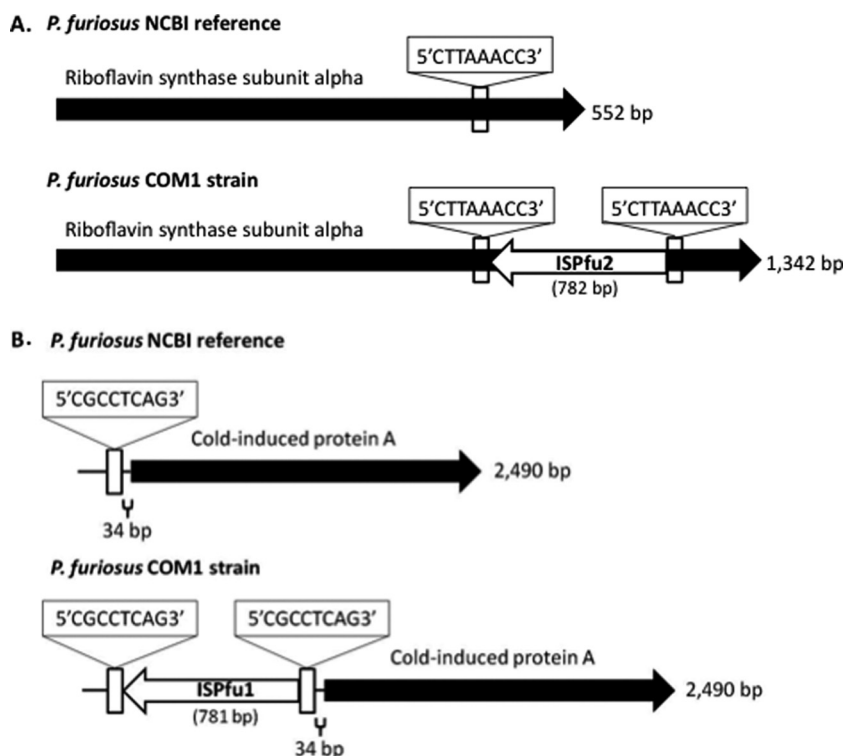 A. P. furiosus NCBI reference
5'CTTAAACC3'
Riboflavin synthase subunit alpha
552 bp
P. furiosus COM1 strain
5'CTTAAACC3' 5'CTTAAACC3'
Riboflavin synthase subunit alpha
ISPfu2
1,342 bp
(782 bp)
B. P. furiosus NCBI reference
5'CGCCTCAG3'
Cold-induced protein A
2,490 bp
34 bp
P. furiosus COM1 strain
5'CGCCTCAG3' 5'CGCCTCAG3'
Cold-induced protein A
ISPfu1
2,490 bp
(781 bp)
34 bp